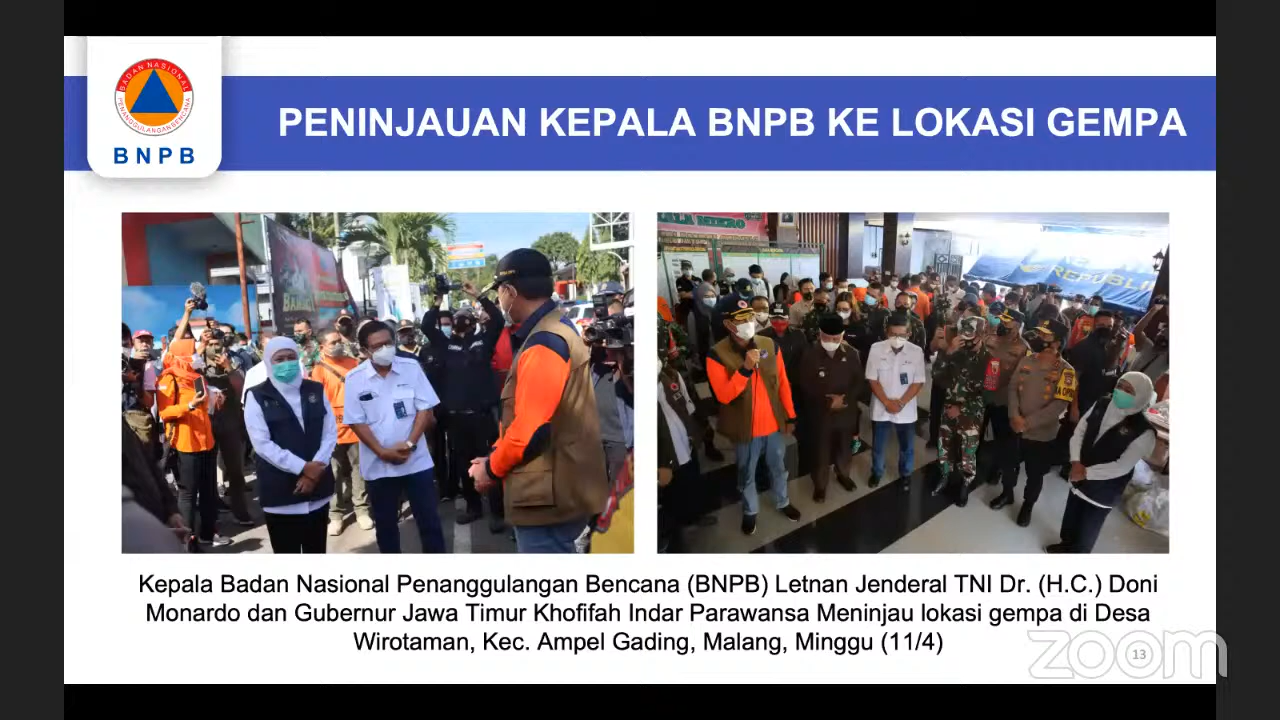 BADAN NASIONAL
PENANGGULANGAN BENCANA
BNPB
PENINJAUAN KEPALA BNPB KE LOKASI GEMPA
REPUBLI
Kepala Badan Nasional Penanggulangan Bencana (BNPB) Letnan Jenderal TNI Dr. (H.C.) Doni
Monardo dan Gubernur Jawa Timur Khofifah Indar Parawansa Meninjau lokasi gempa di Desa
Wirotaman, Kec. Ampel Gading, Malang, Minggu (11/4)
zoom
13